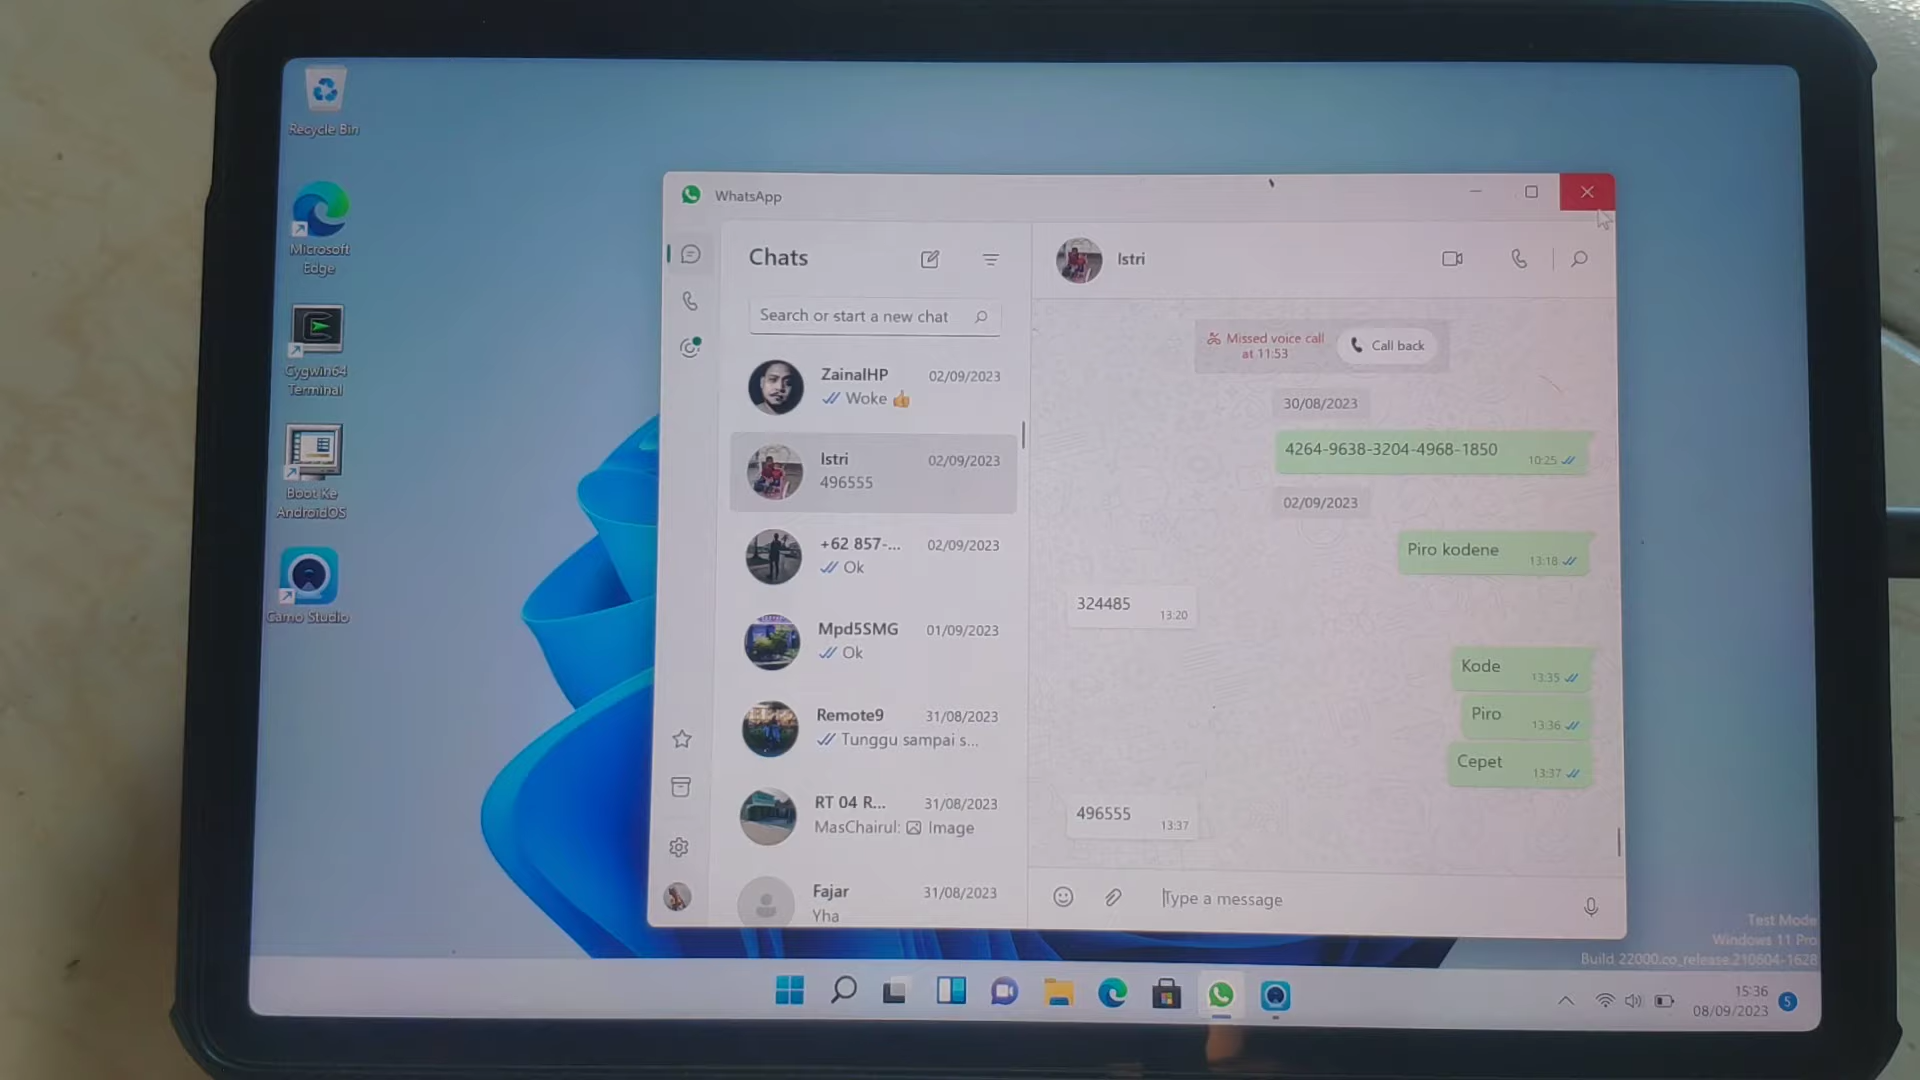 Recycle Bin
Microsoft
Edge
Cygwin64
Terminal
Boot Ke
AndroidOS
Camo Studio
WhatsApp
Chats
Search or start a new chat
ZainalHP 02/09/2023
Woke 👍
Istri 02/09/2023
496555
+62 857-... 02/09/2023
Ok
Mpd5SMG 01/09/2023
Ok
Remote9 31/08/2023
Tunggu sampai s...
RT 04 R... 31/08/2023
MasChairul: Image
Fajar 31/08/2023
Yha
Istri
Missed voice call
at 11:53
Call back
30/08/2023
4264-9638-3204-4968-1850 10:25
02/09/2023
Piro kodene 13:18
324485 13:20
Kode 13:35
Piro 13:36
Cepet 13:37
496555 13:37
Type a message
Test Mode
Windows 11 Pro
Build 22000.co_release.210604-1628
15:36
08/09/2023
5